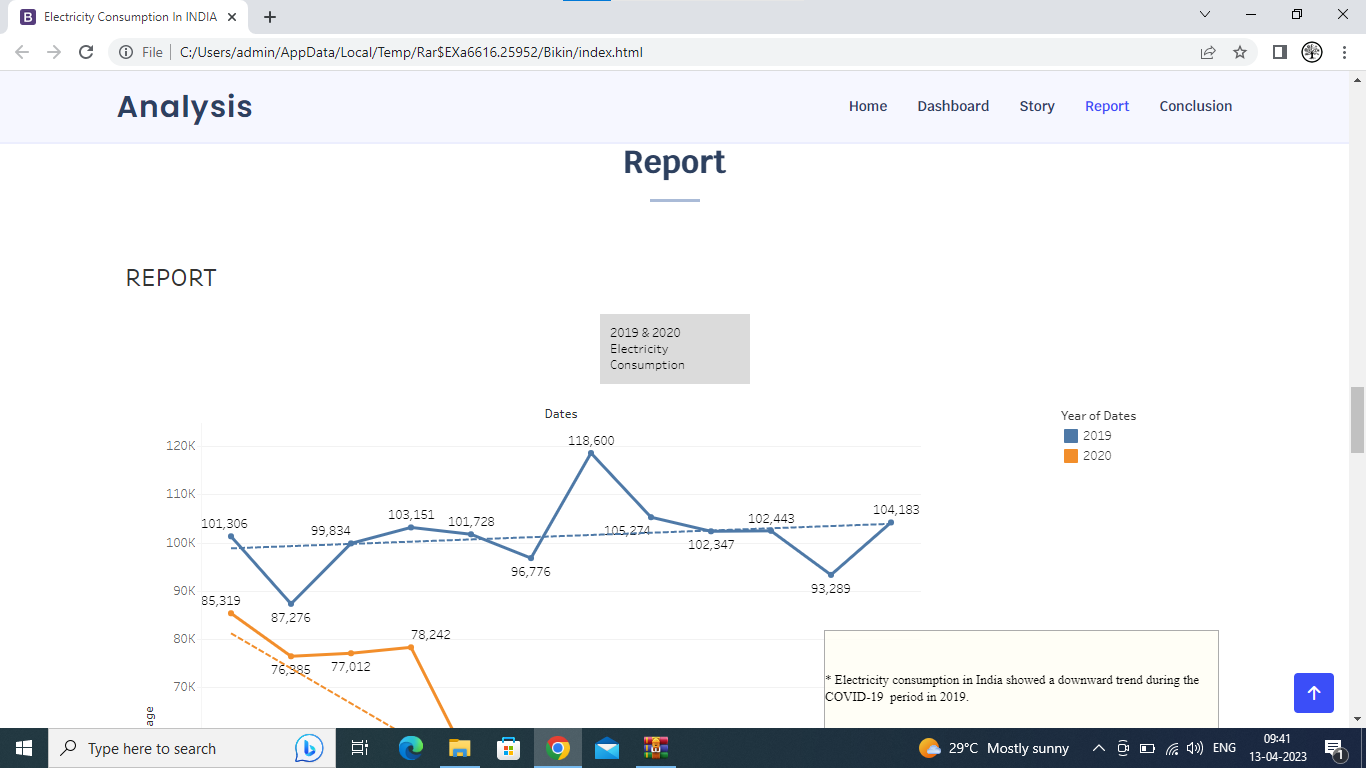 Electricity Consumption In INDIA
File
C:/Users/admin/AppData/Local/Temp/Rar$EXa6616.25952/Bikin/index.html
Analysis
Home
Dashboard
Story
Report
Conclusion
Report
REPORT
2019 & 2020
Electricity
Consumption
Dates
Year of Dates
2019
2020
120K
110K
100K
90K
80K
70K
118,600
101,306
99,834
103,151
101,728
105,274
102,443
104,183
96,776
102,347
93,289
87,276
85,319
76,385
77,012
78,242
age
* Electricity consumption in India showed a downward trend during the
COVID-19 period in 2019.
Type here to search
29°C Mostly sunny
ENG
09:41
13-04-2023
1